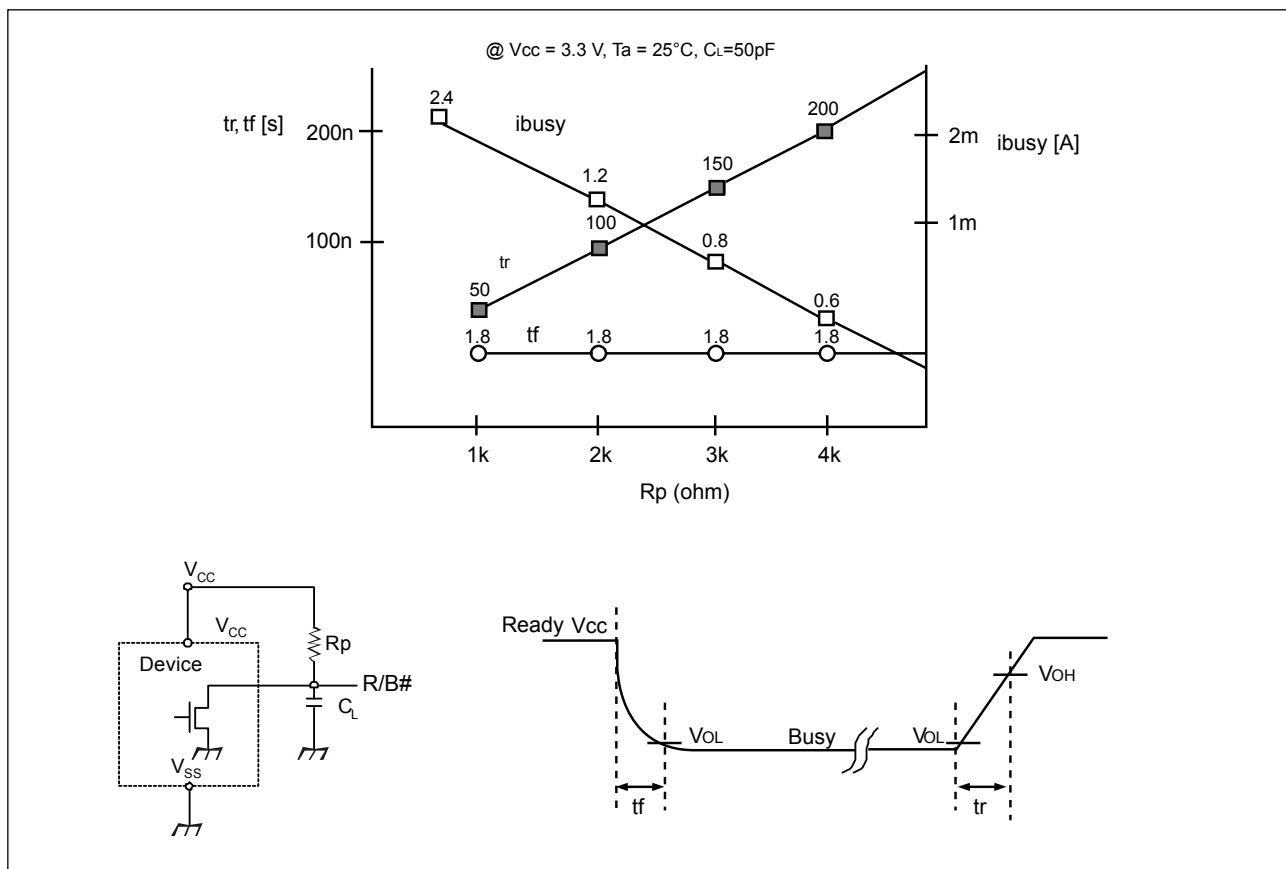 @ Vcc = 3.3 V, Ta = 25°C, CL=50pF
tr, tf [s]
200n
100n
ibusy [A]
2m
1m
ibusy
2.4
1.2
0.8
0.6
tr
50
100
150
200
tf
1.8
1.8
1.8
1.8
1k
2k
3k
4k
Rp (ohm)
VCC
VCC
Device
VSS
Rp
R/B#
CL
Ready Vcc
VOL
Busy
VOL
VOH
tf
tr